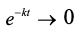 e^{-kt} → 0